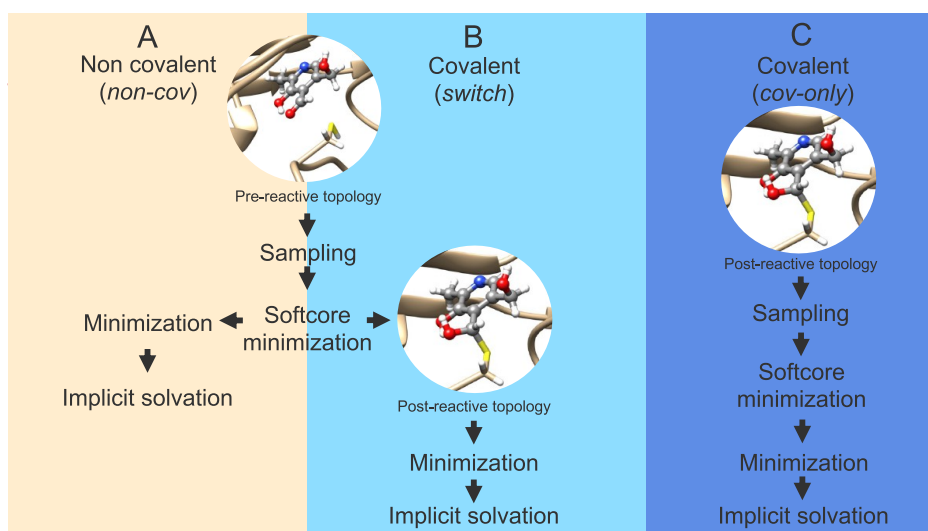 A
Non covalent
(non-cov)
Pre-reactive topology
Sampling
Softcore
minimization
Minimization
Implicit solvation
B
Covalent
(switch)
Post-reactive topology
Minimization
Implicit solvation
C
Covalent
(cov-only)
Post-reactive topology
Sampling
Softcore
minimization
Minimization
Implicit solvation